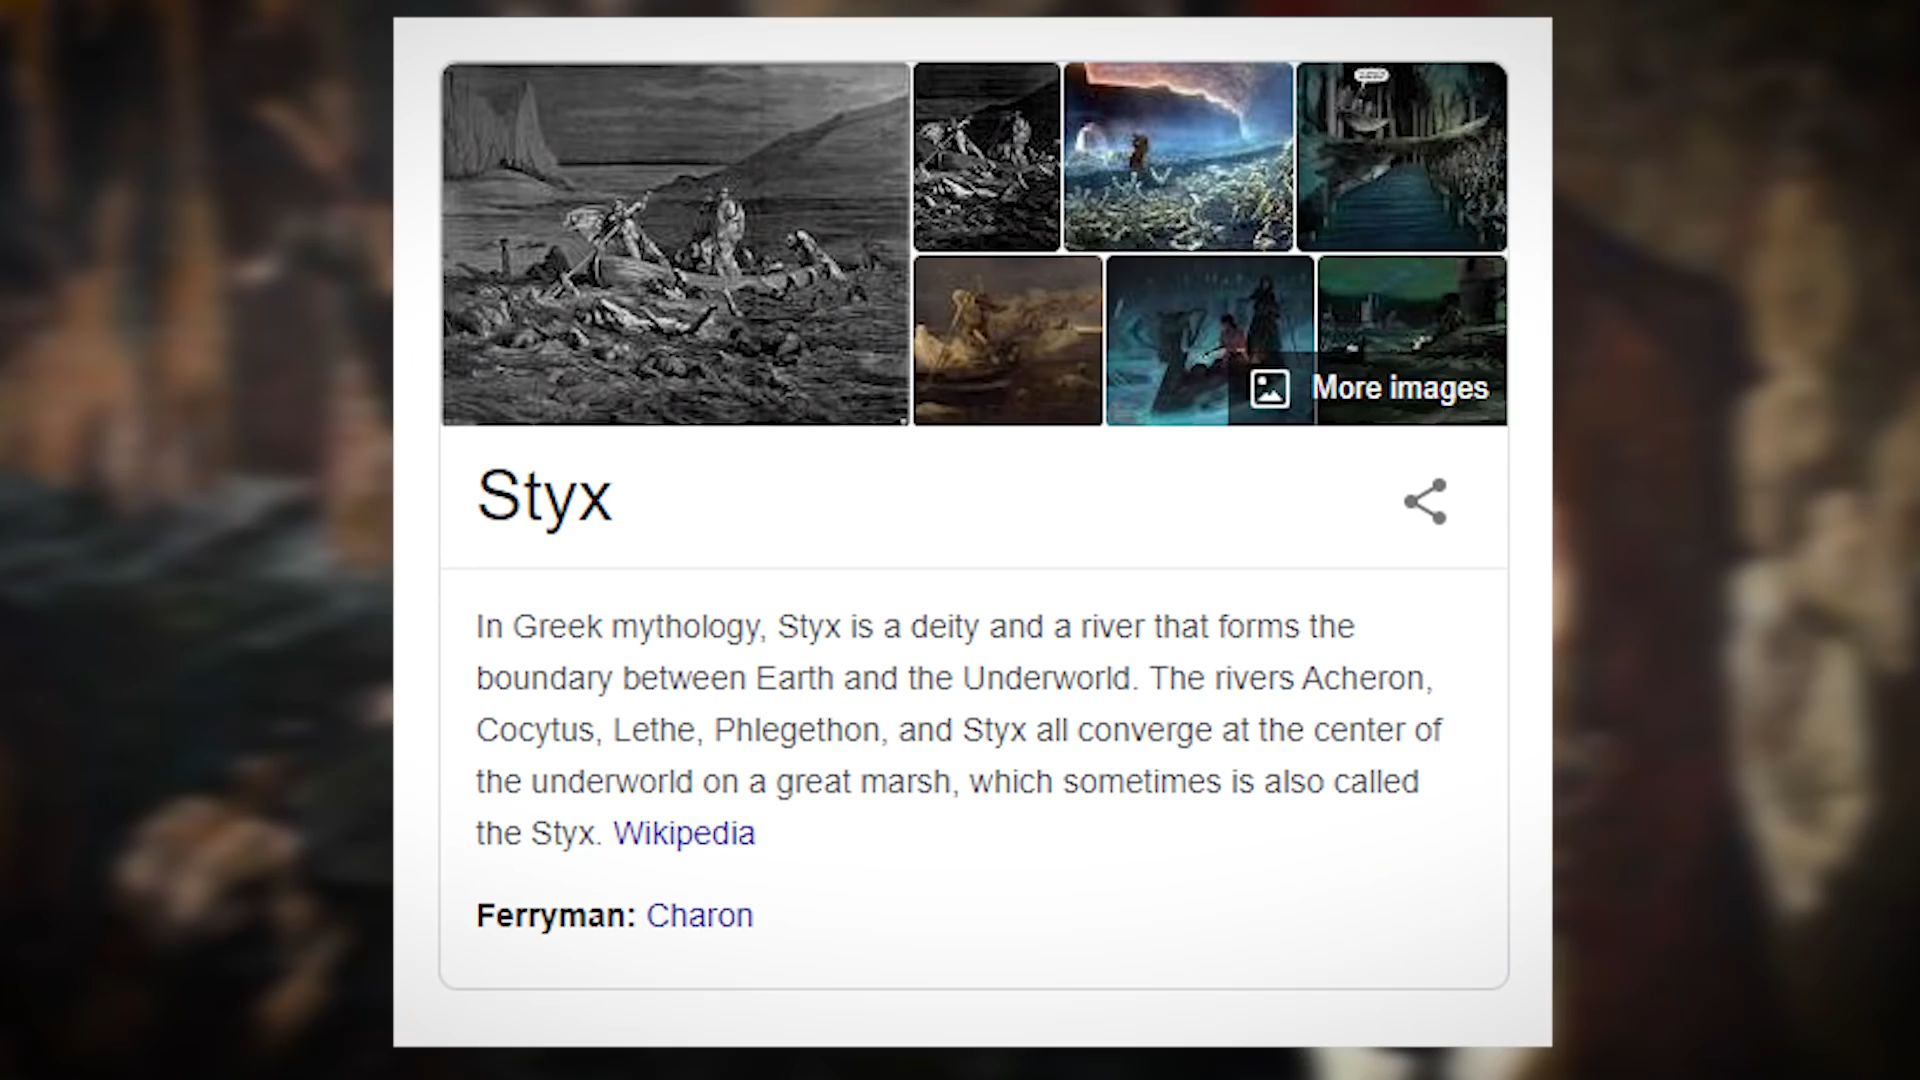 More images
Styx
In Greek mythology, Styx is a deity and a river that forms the
boundary between Earth and the Underworld. The rivers Acheron,
Cocytus, Lethe, Phlegethon, and Styx all converge at the center of
the underworld on a great marsh, which sometimes is also called
the Styx. Wikipedia
Ferryman: Charon